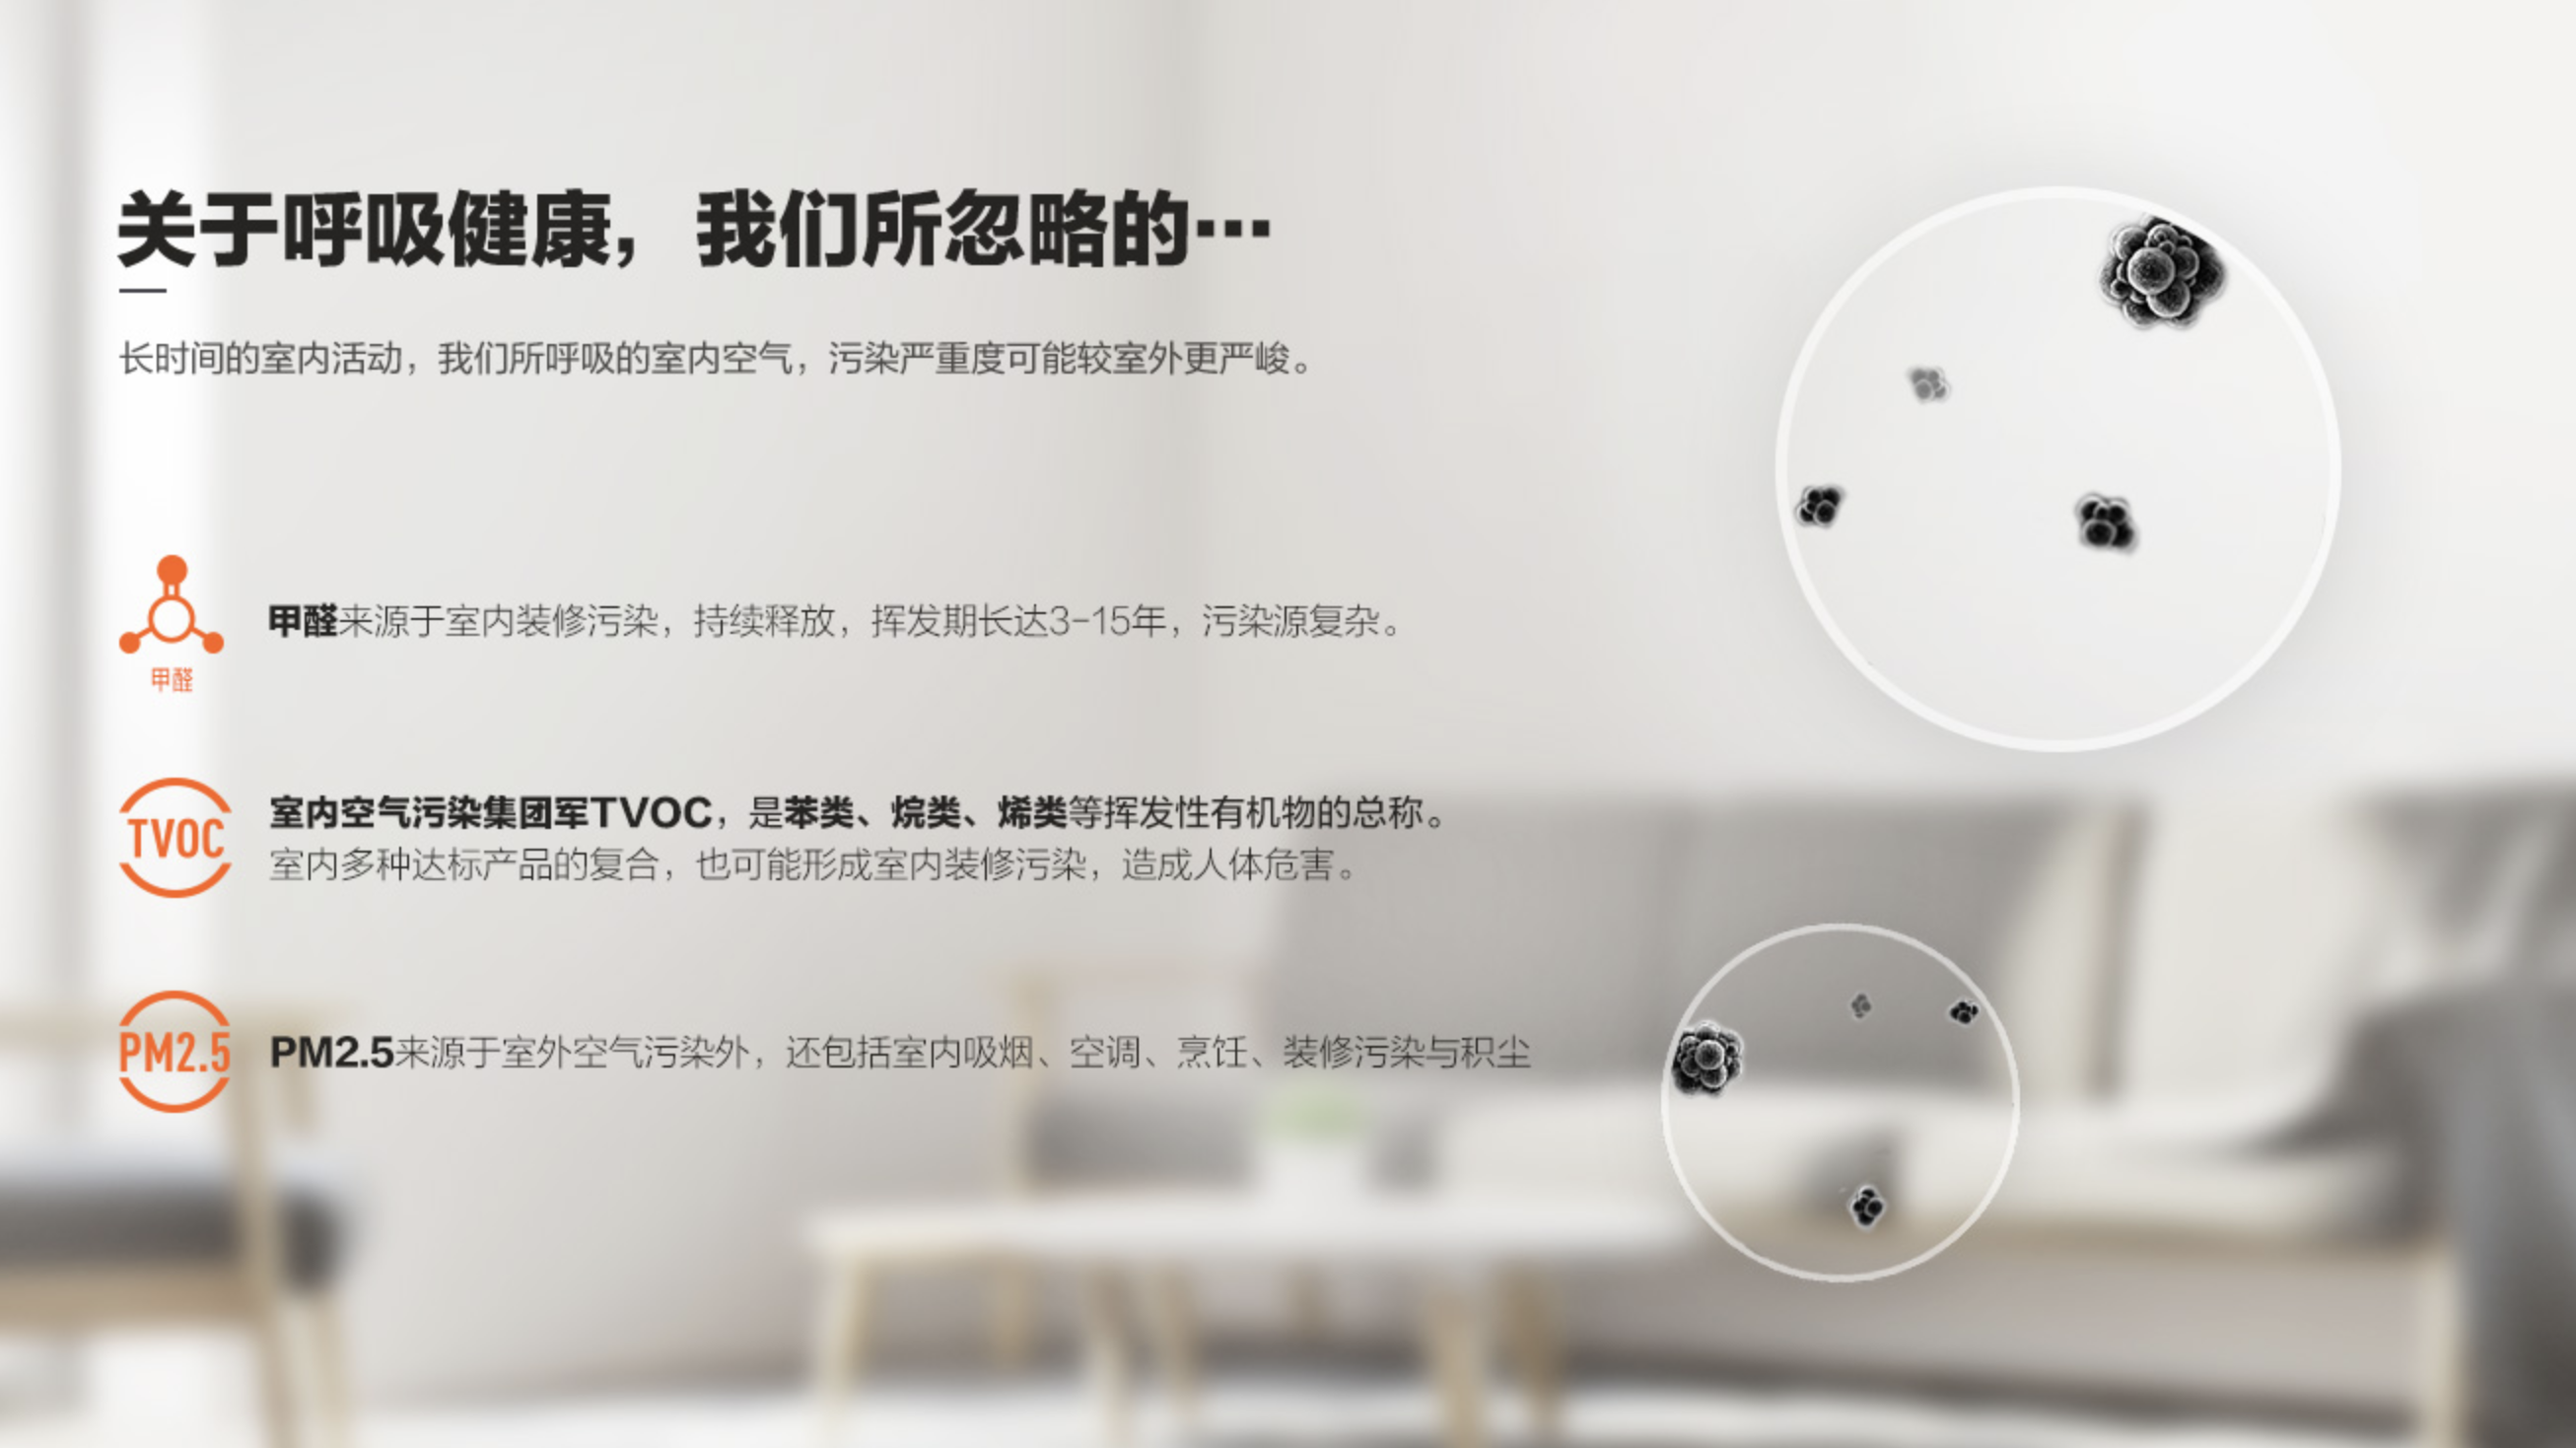 关于呼吸健康，我们所忽略的…
长时间的室内活动，我们所呼吸的室内空气，污染严重度可能较室外更严峻。
甲醛来源于室内装修污染，持续释放，挥发期长达3-15年，污染源复杂。
甲醛
室内空气污染集团军TVOC，是苯类、烷类、烯类等挥发性有机物的总称。
TVOC
室内多种达标产品的复合，也可能形成室内装修污染，造成人体危害。
PM2.5
PM2.5来源于室外空气污染外，还包括室内吸烟、空调、烹饪、装修污染与积尘